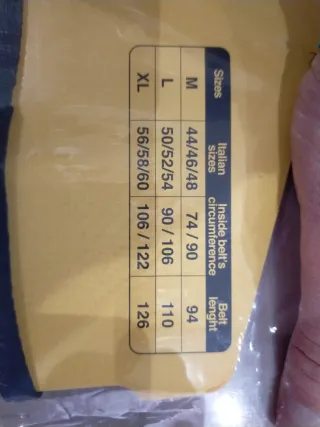 Sizes Italian sizes Inside belt's circumference Belt lenght
M 44/46/48 74 / 90 94
L 50/52/54 90 / 106 110
XL 56/58/60 106 / 122 126